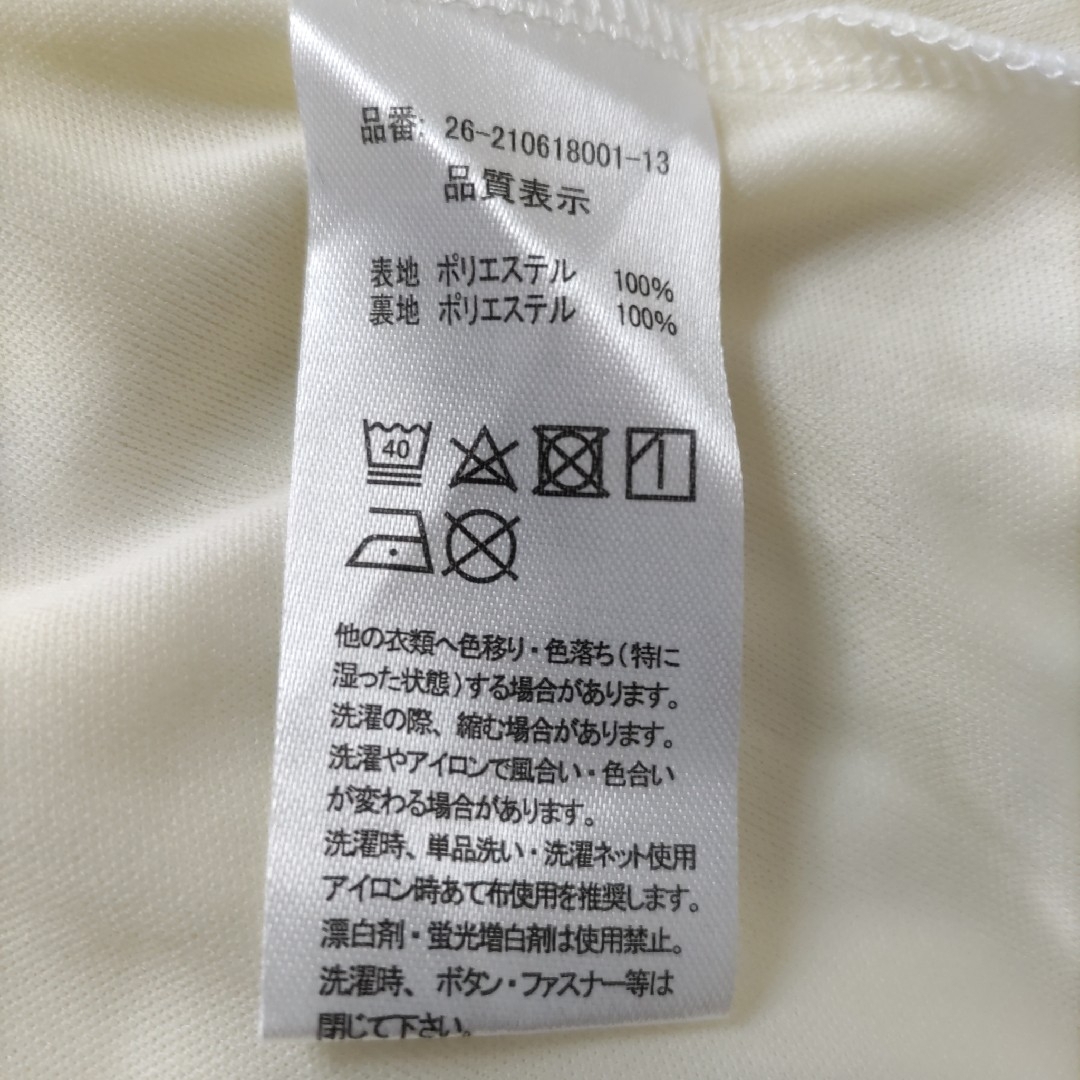 品番: 26-210618001-13
品質表示
表地 ポリエステル 100%
裏地 ポリエステル 100%
40
他の衣類へ色移り・色落ち(特に
湿った状態)する場合があります。
洗濯の際、縮む場合があります。
洗濯やアイロンで風合い・色合い
が変わる場合があります。
洗濯時、単品洗い・洗濯ネット使用
アイロン時あて布使用を推奨します。
漂白剤・蛍光増白剤は使用禁止。
洗濯時、ボタン・ファスナー等は
閉じて下さい。